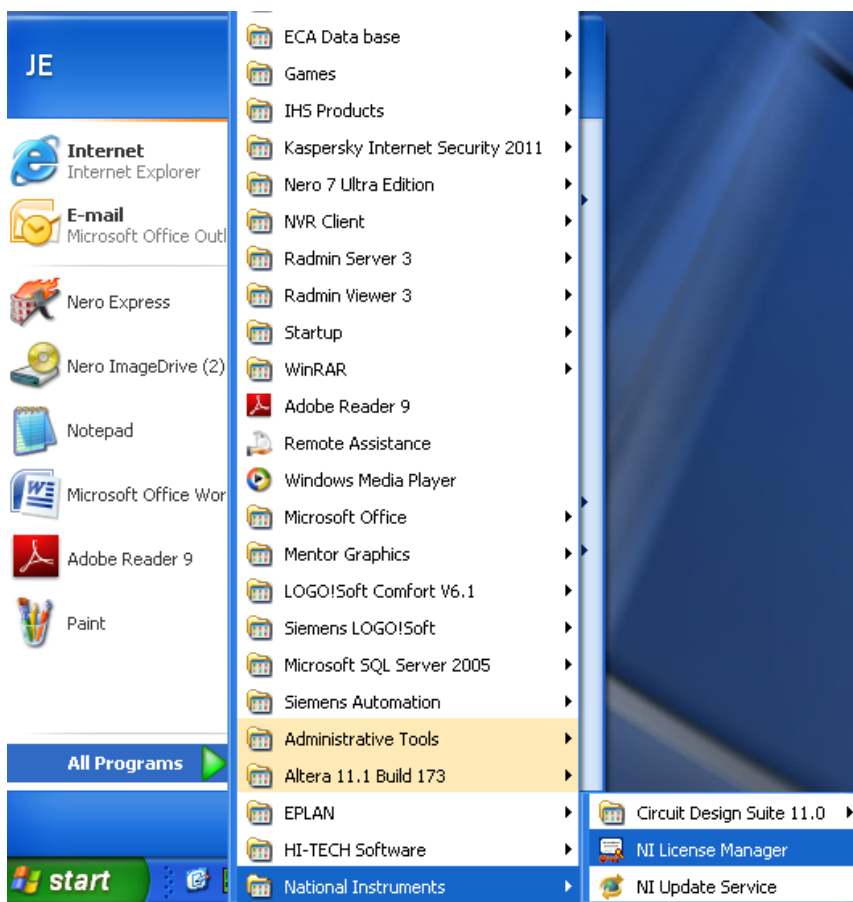 JE
Internet
Internet Explorer
E-mail
Microsoft Office Outl
Nero Express
Nero ImageDrive (2)
Notepad
Microsoft Office Wor
Adobe Reader 9
Paint
All Programs
start
ECA Data base
Games
IHS Products
Kaspersky Internet Security 2011
Nero 7 Ultra Edition
NVR Client
Radmin Server 3
Radmin Viewer 3
Startup
WinRAR
Adobe Reader 9
Remote Assistance
Windows Media Player
Microsoft Office
Mentor Graphics
LOGO!Soft Comfort V6.1
Siemens LOGO!Soft
Microsoft SQL Server 2005
Siemens Automation
Administrative Tools
Altera 11.1 Build 173
EPLAN
HI-TECH Software
National Instruments
Circuit Design Suite 11.0
NI License Manager
NI Update Service